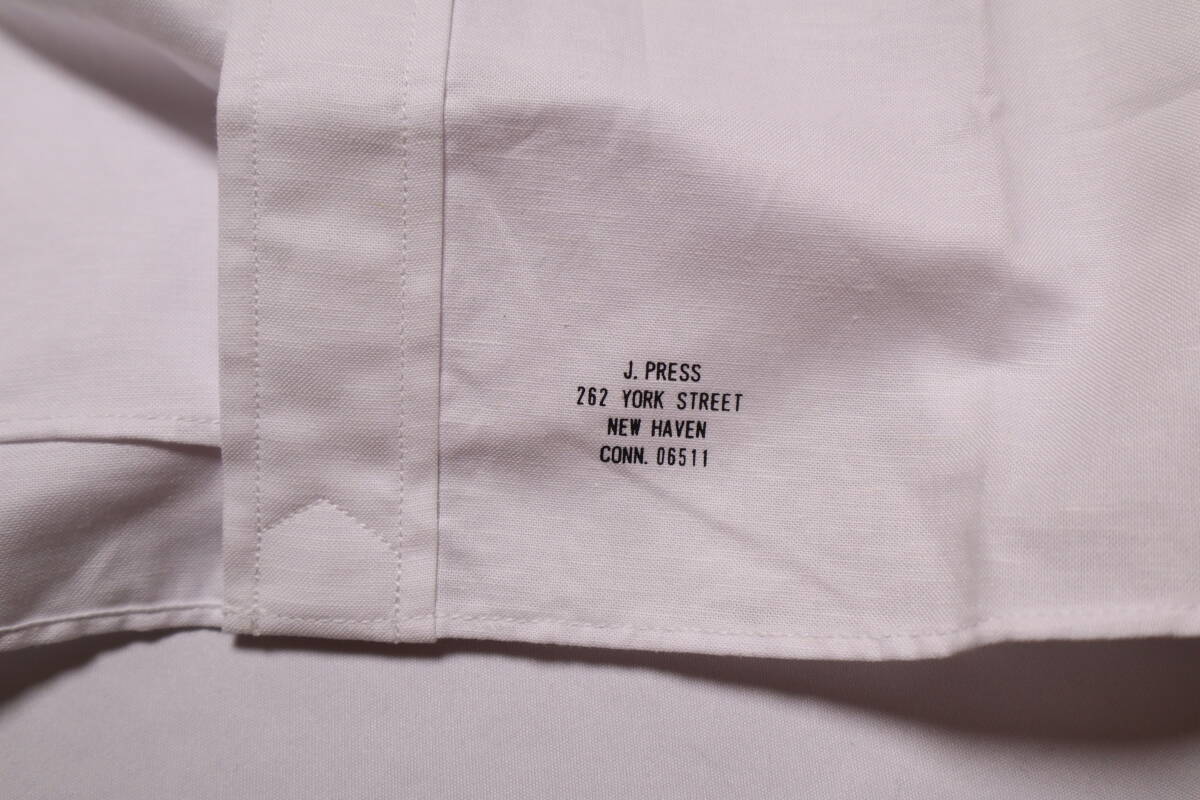 J. PRESS
262 YORK STREET
NEW HAVEN
CONN. 06511